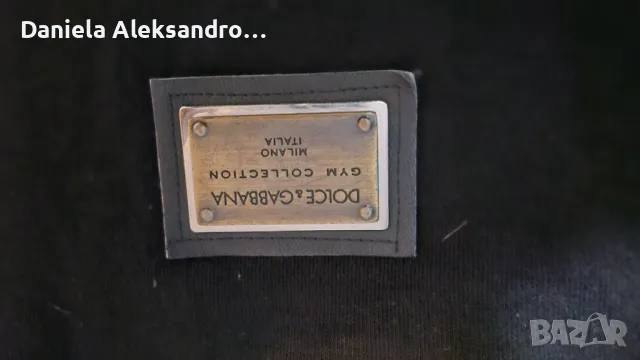 Daniela Aleksandro...
DOLCE & GABBANA
GYM COLLECTION
MILANO
ITALIA
BAZAR